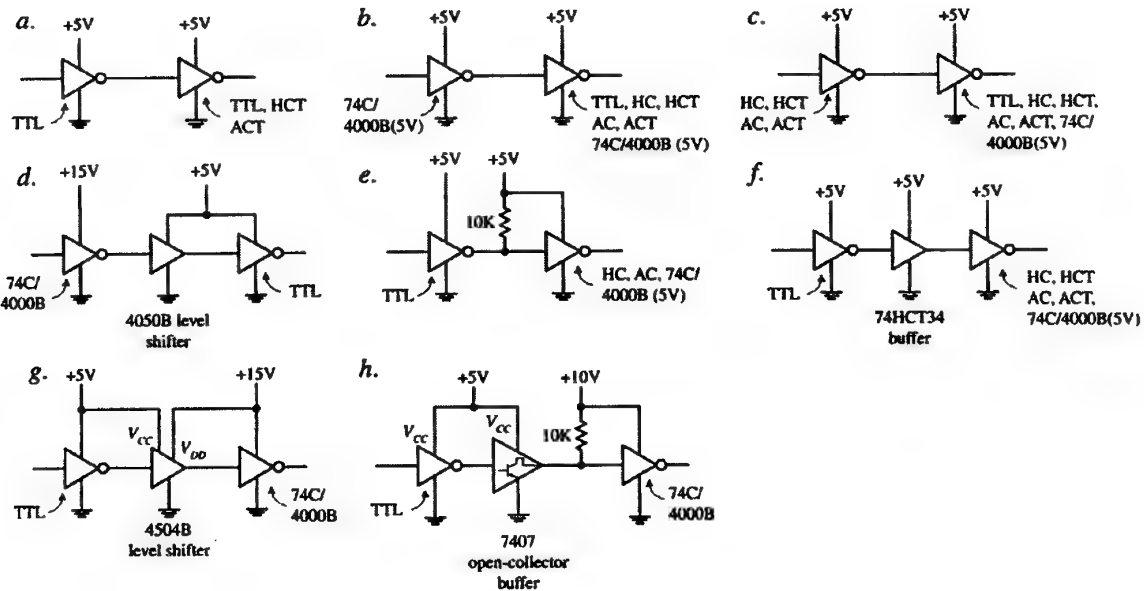 a.
+5V
+5V
TTL
TTL, HCT
ACT
b.
+5V
+5V
74C/
4000B(5V)
TTL, HC, HCT
AC, ACT
74C/4000B (5V)
c.
+5V
+5V
HC, HCT
AC, ACT
TTL, HC, HCT,
AC, ACT, 74C/
4000B(5V)
d.
+15V
+5V
74C/
4000B
4050B level
shifter
TTL
e.
+5V
+5V
10K
TTL
HC, AC, 74C/
4000B (5V)
f.
+5V
+5V
+5V
TTL
74HCT34
buffer
HC, HCT
AC, ACT,
74C/4000B(5V)
g.
+5V
+15V
VCC
VDD
TTL
4504B
level shifter
74C/
4000B
h.
+5V
+10V
VCC
VCC
10K
TTL
7407
open-collector
buffer
74C/
4000B